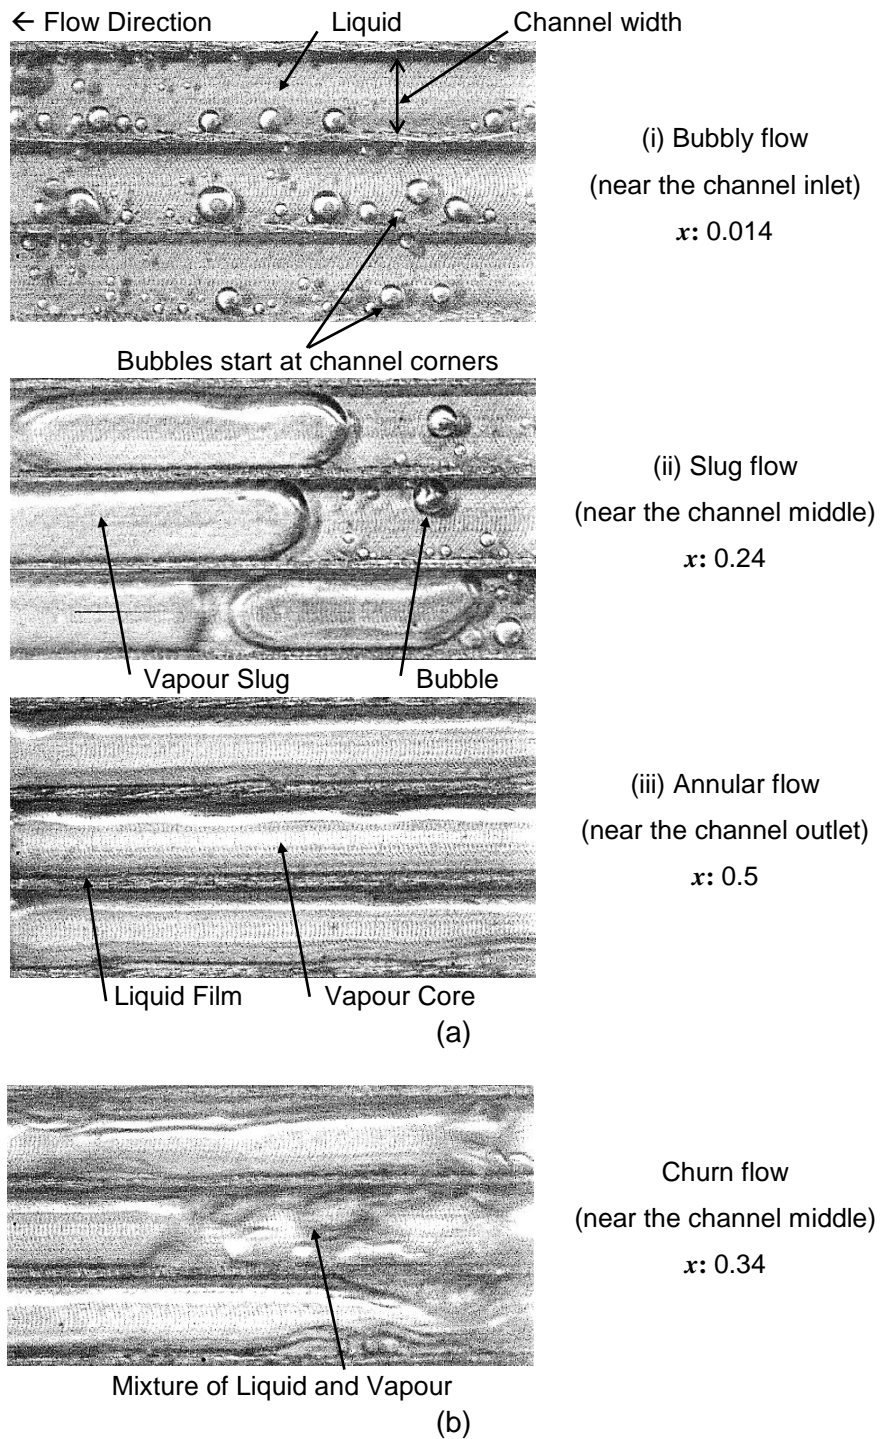 ← Flow Direction
Liquid
Channel width
(i) Bubbly flow
(near the channel inlet)
x: 0.014
Bubbles start at channel corners
(ii) Slug flow
(near the channel middle)
x: 0.24
Vapour Slug
Bubble
(iii) Annular flow
(near the channel outlet)
x: 0.5
Liquid Film
Vapour Core
(a)
Churn flow
(near the channel middle)
x: 0.34
Mixture of Liquid and Vapour
(b)